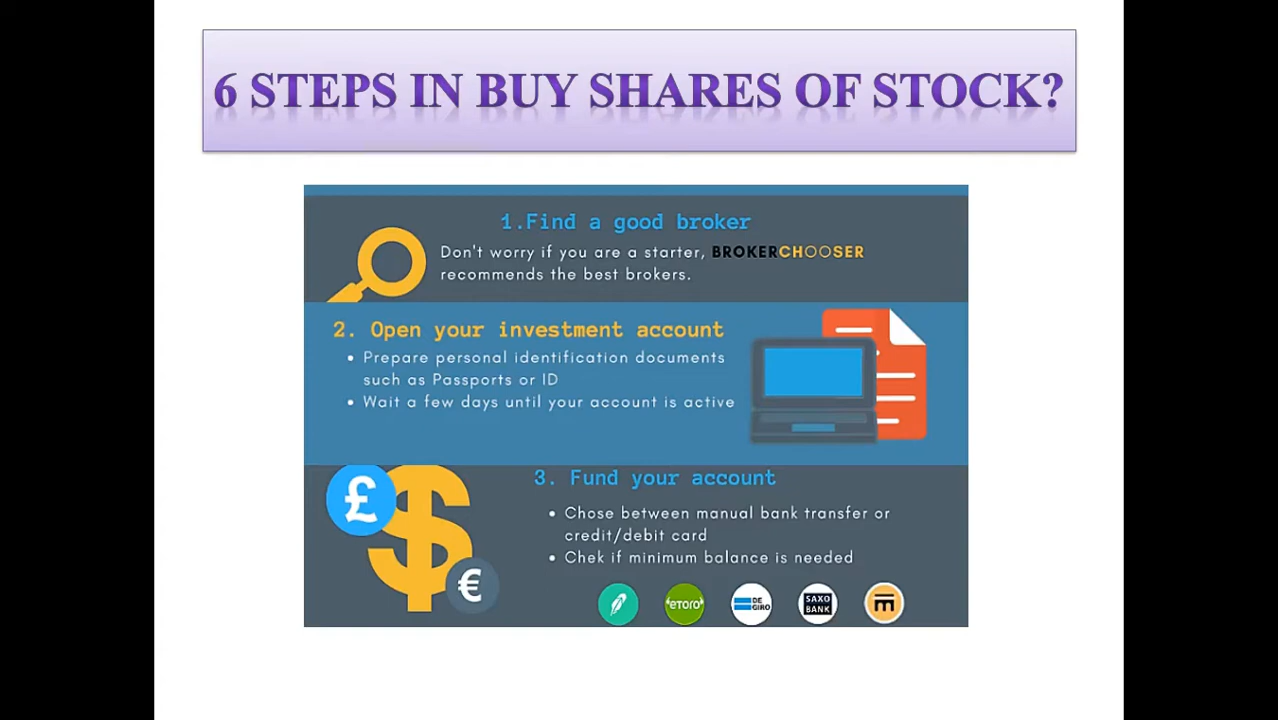 6 STEPS IN BUY SHARES OF STOCK?
1.Find a good broker
Don't worry if you are a starter, BROKERCHOOSER
recommends the best brokers.
2. Open your investment account
• Prepare personal identification documents
such as Passports or ID
• Wait a few days until your account is active
£
$
€
3. Fund your account
• Chose between manual bank transfer or
credit/debit card
• Chek if minimum balance is needed
eTORO
DE
GIRO
SAXO
BANK